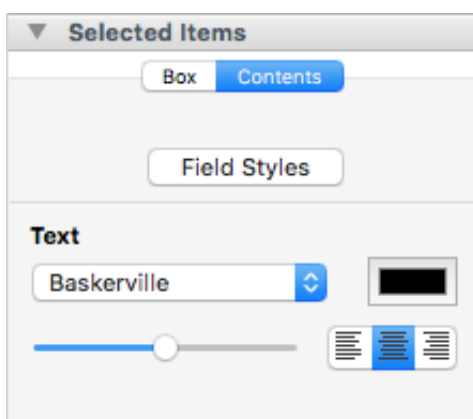 Selected Items
Box Contents
Field Styles
Text
Baskerville